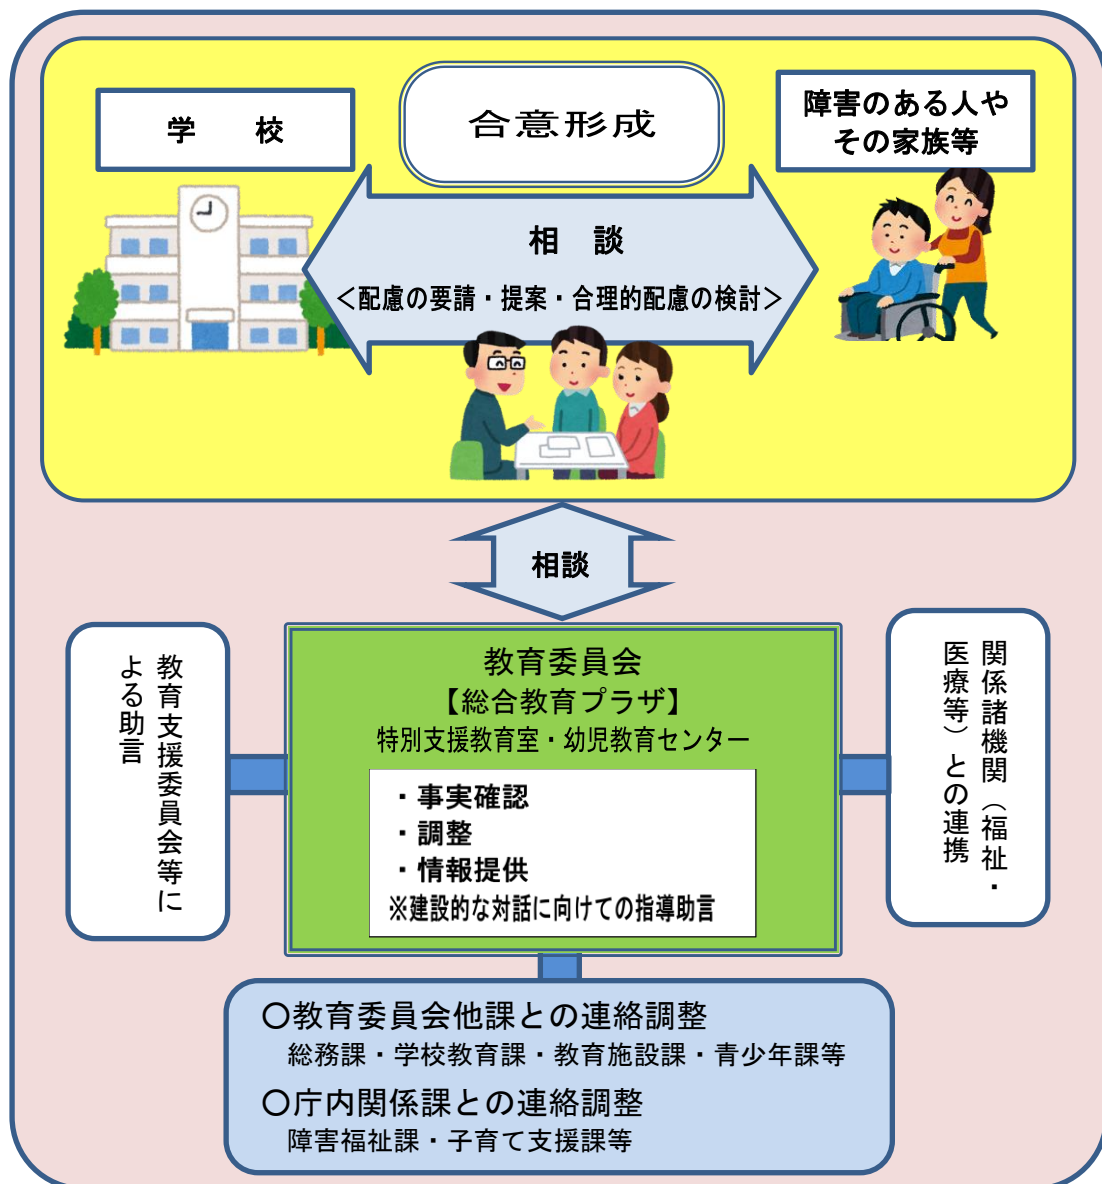 学　校
合意形成
障害のある人や
その家族等
相　談
＜配慮の要請・提案・合理的配慮の検討＞
相談
教育支援委員会等に
よる助言
教育委員会
【総合教育プラザ】
特別支援教育室・幼児教育センター
・事実確認
・調整
・情報提供
※建設的な対話に向けての指導助言
関係諸機関（福祉・
医療等）との連携
〇教育委員会他課との連絡調整
総務課・学校教育課・教育施設課・青少年課等
〇庁内関係課との連絡調整
障害福祉課・子育て支援課等